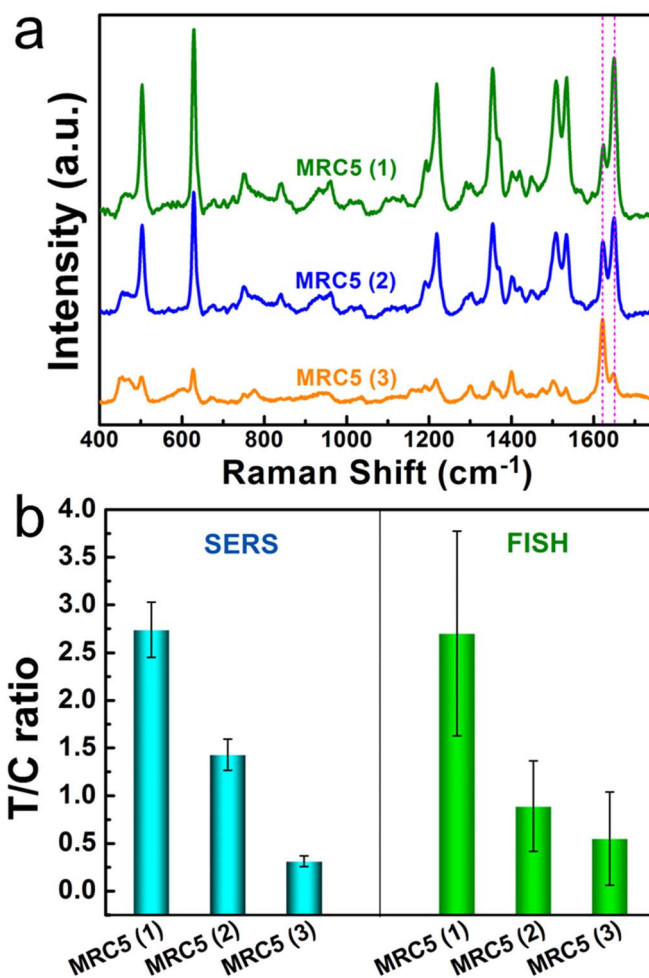 a
Intensity (a.u.)
MRC5 (1)
MRC5 (2)
MRC5 (3)
400 600 800 1000 1200 1400 1600
Raman Shift (cm-1)
b
T/C ratio
4.0
3.5
3.0
2.5
2.0
1.5
1.0
0.5
0.0
SERS
FISH
MRC5 (1) MRC5 (2) MRC5 (3) MRC5 (1) MRC5 (2) MRC5 (3)